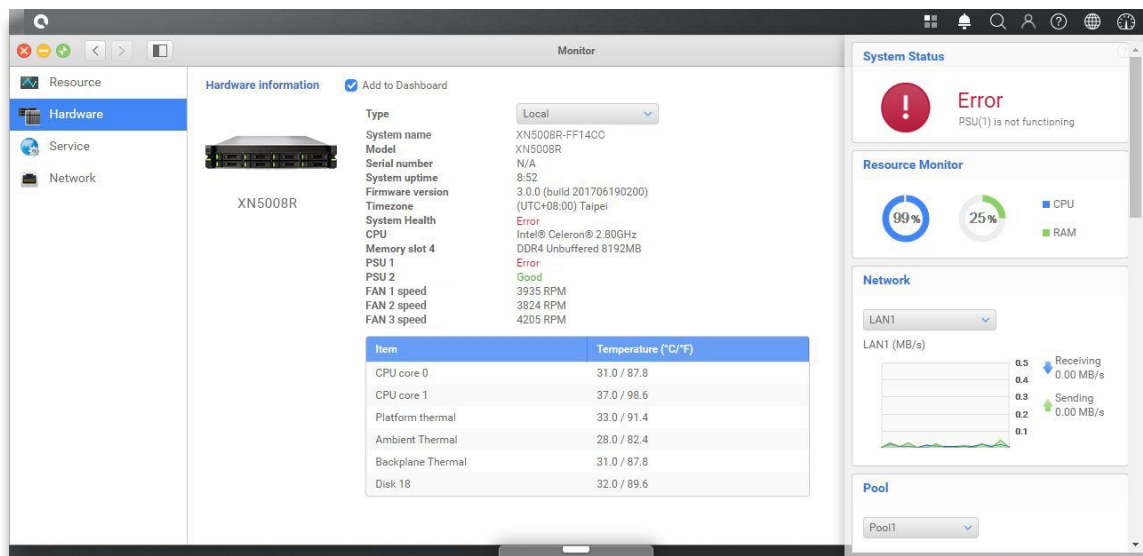 Monitor
Resource
Hardware
Service
Network
Hardware information
Add to Dashboard
XN5008R
Type Local
System name XN5008R-FF14CC
Model XN5008R
Serial number N/A
System uptime 8:52
Firmware version 3.0.0 (build 201706190200)
Timezone (UTC+08:00) Taipei
System Health Error
CPU Intel® Celeron® 2.80GHz
Memory slot 4 DDR4 Unbuffered 8192MB
PSU 1 Error
PSU 2 Good
FAN 1 speed 3935 RPM
FAN 2 speed 3824 RPM
FAN 3 speed 4205 RPM
Item Temperature (°C/°F)
CPU core 0 31.0 / 87.8
CPU core 1 37.0 / 98.6
Platform thermal 33.0 / 91.4
Ambient Thermal 28.0 / 82.4
Backplane Thermal 31.0 / 87.8
Disk 18 32.0 / 89.6
System Status
Error
PSU(1) is not functioning
Resource Monitor
99%
25%
CPU
RAM
Network
LAN1
LAN1 (MB/s)
0.5
0.4
0.3
0.2
0.1
Receiving
0.00 MB/s
Sending
0.00 MB/s
Pool
Pool1